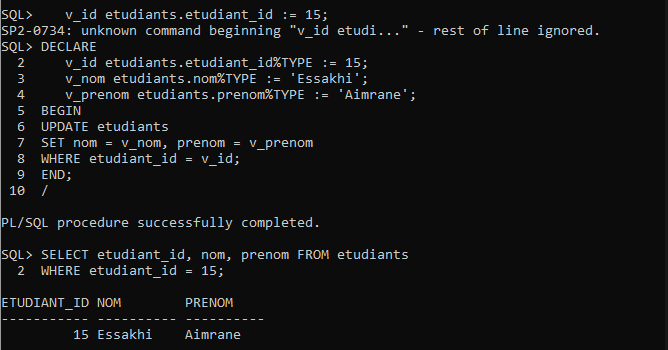 SQL>    v_id etudiants.etudiant_id := 15;
SP2-0734: unknown command beginning "v_id etudi..." - rest of line ignored.
SQL> DECLARE
  2     v_id etudiants.etudiant_id%TYPE := 15;
  3     v_nom etudiants.nom%TYPE := 'Essakhi';
  4     v_prenom etudiants.prenom%TYPE := 'Aimrane';
  5  BEGIN
  6  UPDATE etudiants
  7  SET nom = v_nom, prenom = v_prenom
  8  WHERE etudiant_id = v_id;
  9  END;
 10  /
PL/SQL procedure successfully completed.
SQL> SELECT etudiant_id, nom, prenom FROM etudiants
  2  WHERE etudiant_id = 15;
ETUDIANT_ID NOM        PRENOM
----------- ---------- ----------
         15 Essakhi    Aimrane